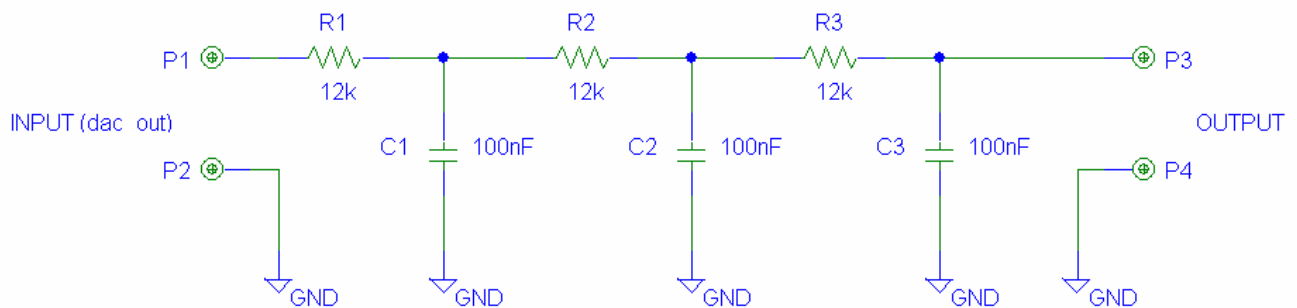 R1 R2 R3
P1 P3
12k 12k 12k
INPUT (dac out) OUTPUT
C1 100nF C2 100nF C3 100nF
P2 P4
GND GND GND GND GND